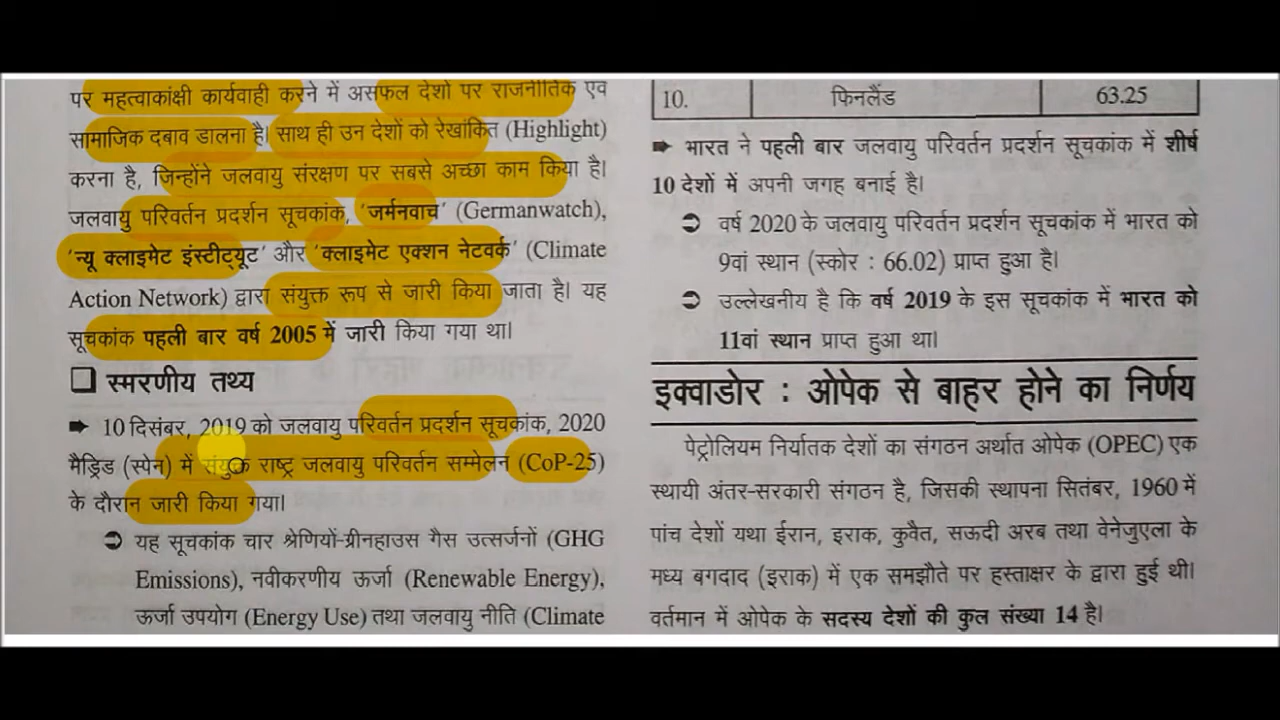 पर महत्वाकांक्षी कार्यवाही करने में असफल देशों पर राजनीतिक एवं
सामाजिक दबाव डालना है। साथ ही उन देशों को रेखांकित (Highlight)
करना है, जिन्होंने जलवायु संरक्षण पर सबसे अच्छा काम किया है।
जलवायु परिवर्तन प्रदर्शन सूचकांक, 'जर्मनवाच' (Germanwatch),
'न्यू क्लाइमेट इंस्टीट्यूट' और 'क्लाइमेट एक्शन नेटवर्क' (Climate
Action Network) द्वारा संयुक्त रूप से जारी किया जाता है। यह
सूचकांक पहली बार वर्ष 2005 में जारी किया गया था।
❑ स्मरणीय तथ्य
➠ 10 दिसंबर, 2019 को जलवायु परिवर्तन प्रदर्शन सूचकांक, 2020
मैड्रिड (स्पेन) में संयुक्त राष्ट्र जलवायु परिवर्तन सम्मेलन (CoP-25)
के दौरान जारी किया गया।
➲ यह सूचकांक चार श्रेणियों-ग्रीनहाउस गैस उत्सर्जनों (GHG
Emissions), नवीकरणीय ऊर्जा (Renewable Energy),
ऊर्जा उपयोग (Energy Use) तथा जलवायु नीति (Climate
10. फिनलैंड 63.25
➠ भारत ने पहली बार जलवायु परिवर्तन प्रदर्शन सूचकांक में शीर्ष
10 देशों में अपनी जगह बनाई है।
➲ वर्ष 2020 के जलवायु परिवर्तन प्रदर्शन सूचकांक में भारत को
9वां स्थान (स्कोर : 66.02) प्राप्त हुआ है।
➲ उल्लेखनीय है कि वर्ष 2019 के इस सूचकांक में भारत को
11वां स्थान प्राप्त हुआ था।
इक्वाडोर : ओपेक से बाहर होने का निर्णय
पेट्रोलियम निर्यातक देशों का संगठन अर्थात ओपेक (OPEC) एक
स्थायी अंतर-सरकारी संगठन है, जिसकी स्थापना सितंबर, 1960 में
पांच देशों यथा ईरान, इराक, कुवैत, सऊदी अरब तथा वेनेजुएला के
मध्य बगदाद (इराक) में एक समझौते पर हस्ताक्षर के द्वारा हुई थी।
वर्तमान में ओपेक के सदस्य देशों की कुल संख्या 14 है।